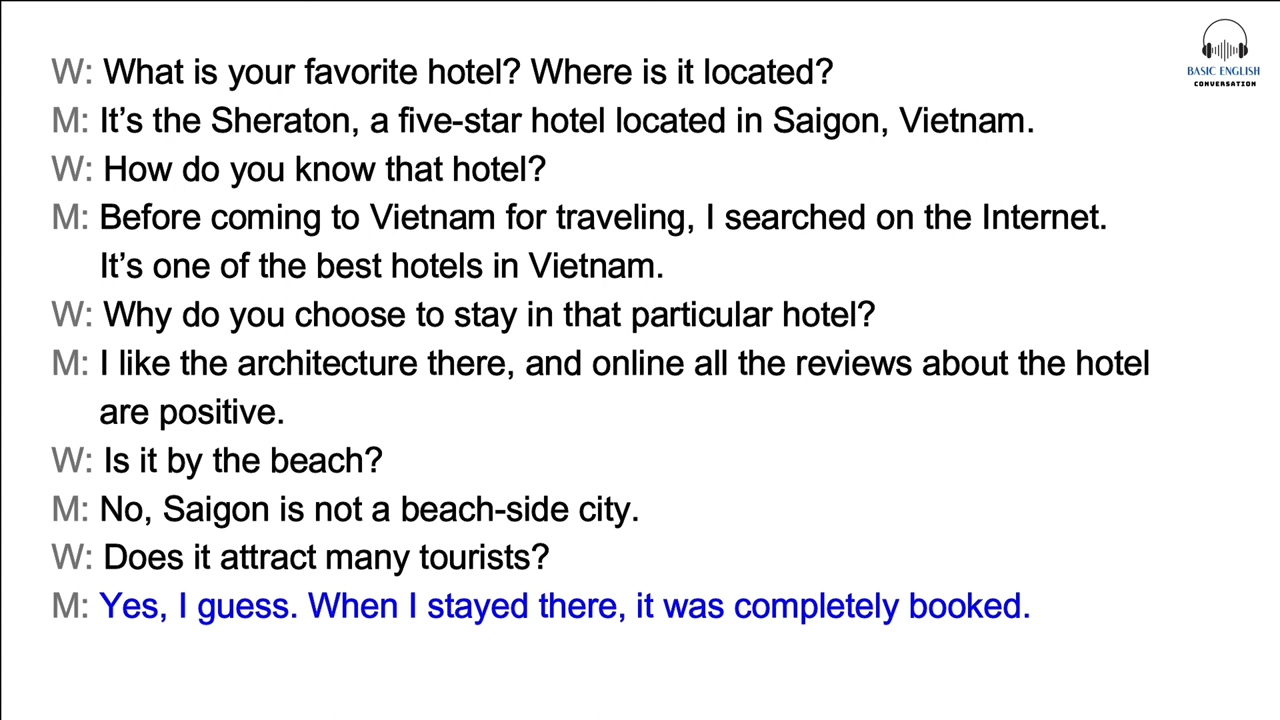 BASIC ENGLISH
CONVERSATION
W: What is your favorite hotel? Where is it located?
M: It’s the Sheraton, a five-star hotel located in Saigon, Vietnam.
W: How do you know that hotel?
M: Before coming to Vietnam for traveling, I searched on the Internet.
It’s one of the best hotels in Vietnam.
W: Why do you choose to stay in that particular hotel?
M: I like the architecture there, and online all the reviews about the hotel
are positive.
W: Is it by the beach?
M: No, Saigon is not a beach-side city.
W: Does it attract many tourists?
M: Yes, I guess. When I stayed there, it was completely booked.